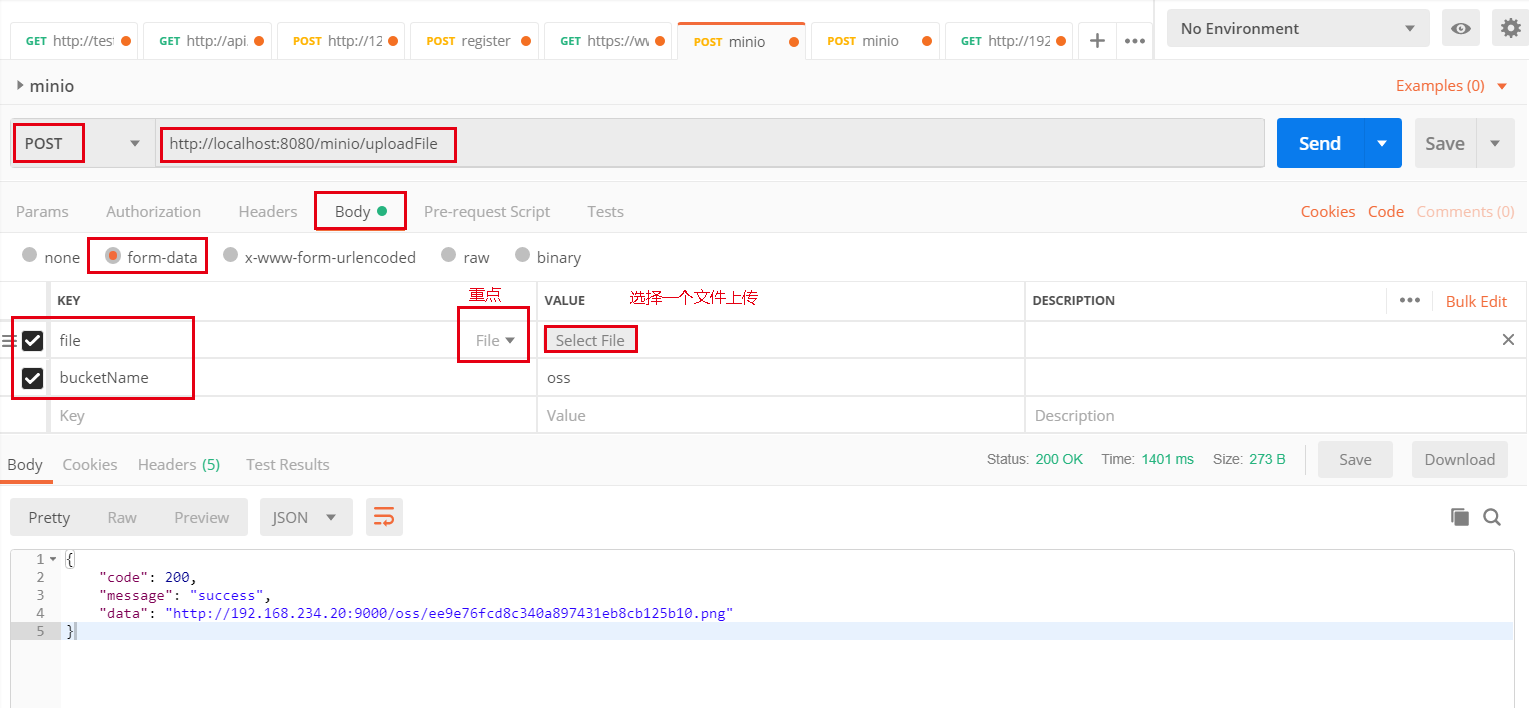 GET http://test GET http://api. POST http://12 POST register GET https://ww POST minio POST minio GET http://192 + ••• No Environment
minio Examples (0)
POST http://localhost:8080/minio/uploadFile Send Save
Params Authorization Headers Body Pre-request Script Tests Cookies Code Comments (0)
none form-data x-www-form-urlencoded raw binary
KEY 重点 VALUE 选择一个文件上传 DESCRIPTION ••• Bulk Edit
file File Select File
bucketName oss
Key Value Description
Body Cookies Headers (5) Test Results Status: 200 OK Time: 1401 ms Size: 273 B Save Download
Pretty Raw Preview JSON
1 {
2 "code": 200,
3 "message": "success",
4 "data": "http://192.168.234.20:9000/oss/ee9e76fcd8c340a897431eb8cb125b10.png"
5 }